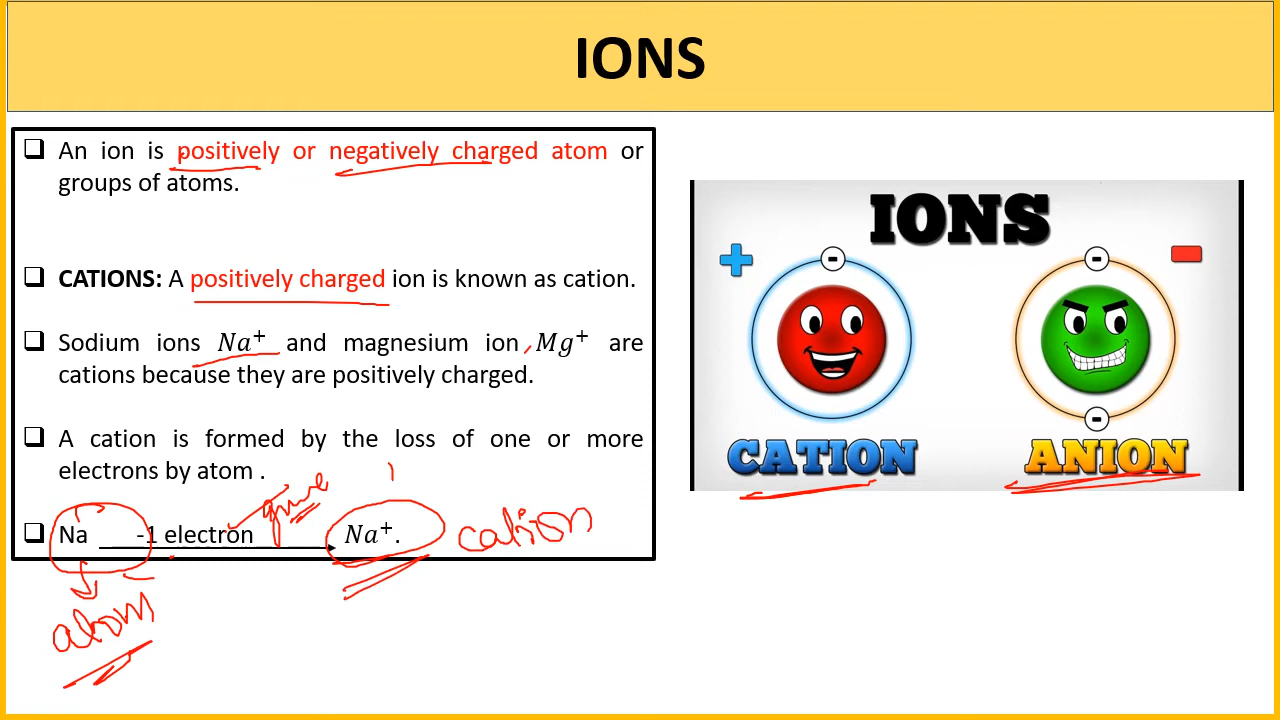 IONS
An ion is positively or negatively charged atom or
groups of atoms.
CATIONS: A positively charged ion is known as cation.
Sodium ions Na⁺ and magnesium ion Mg⁺ are
cations because they are positively charged.
A cation is formed by the loss of one or more
electrons by atom .
give
Na -1 electron Na⁺. cation
atom
IONS
+ - - -
CATION ANION
-